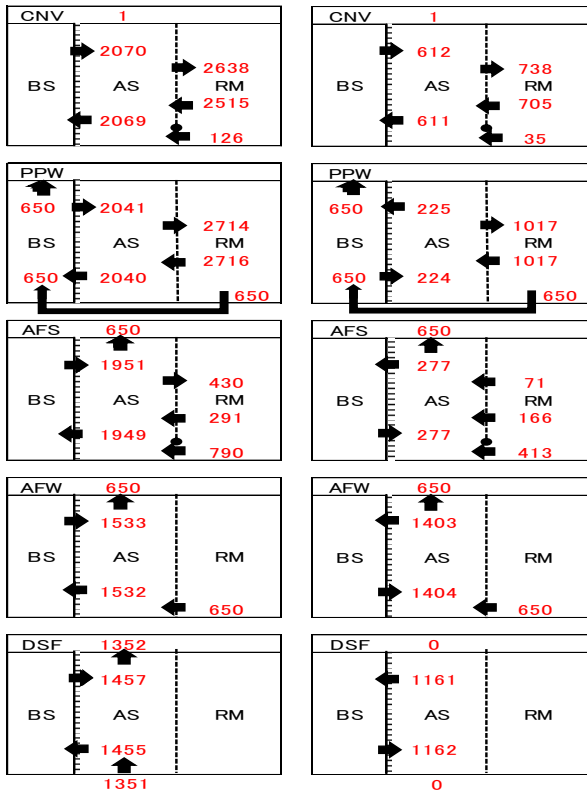 CNV 1
2070
2638
BS AS RM
2515
2069
126
CNV 1
612
738
BS AS RM
705
611
35
PPW
650 2041
2714
BS AS RM
2716
650 2040
650
PPW
650 225
1017
BS AS RM
1017
650 224
650
AFS 650
1951
430
BS AS RM
291
1949
790
AFS 650
277
71
BS AS RM
166
277
413
AFW 650
1533
BS AS RM
1532
650
AFW 650
1403
BS AS RM
1404
650
DSF 1352
1457
BS AS RM
1455
1351
DSF 0
1161
BS AS RM
1162
0